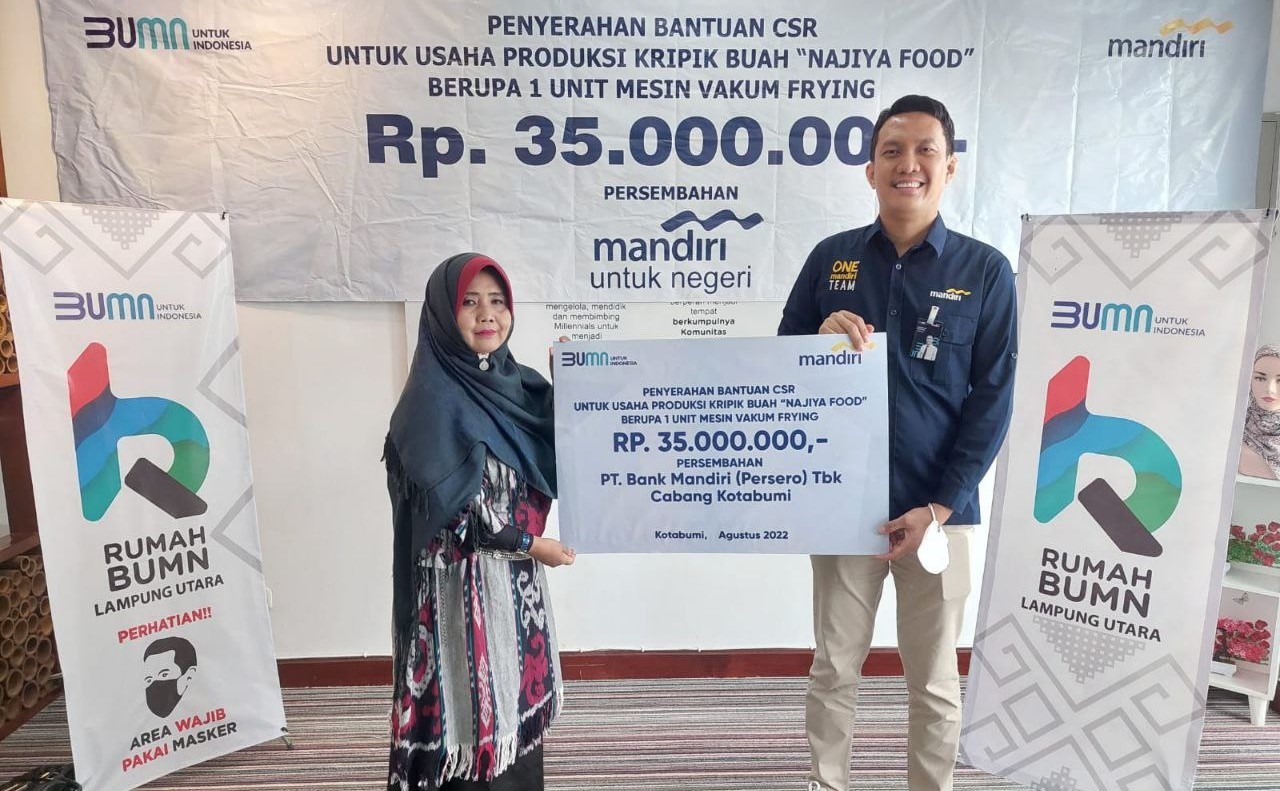 BUMN UNTUK INDONESIA
mandiri
PENYERAHAN BANTUAN CSR
UNTUK USAHA PRODUKSI KRIPIK BUAH “NAJIYA FOOD”
BERUPA 1 UNIT MESIN VAKUM FRYING
Rp. 35.000.00 -
PERSEMBAHAN
mandiri
untuk negeri
mengelola, mendidik
dan membimbing
Millennials untuk
menjadi
tempat
berkumpulnya
Komunitas
BUMN UNTUK INDONESIA
RUMAH
BUMN
LAMPUNG UTARA
PERHATIAN!!
AREA WAJIB
PAKAI MASKER
ONE
mandiri
TEAM
mandiri
BUMN UNTUK INDONESIA
mandiri
PENYERAHAN BANTUAN CSR
UNTUK USAHA PRODUKSI KRIPIK BUAH “NAJIYA FOOD”
BERUPA 1 UNIT MESIN VAKUM FRYING
RP. 35.000.000,-
PERSEMBAHAN
PT. Bank Mandiri (Persero) Tbk
Cabang Kotabumi
Kotabumi, Agustus 2022
BUMN UNTUK INDONESIA
RUMAH
BUMN
LAMPUNG UTARA